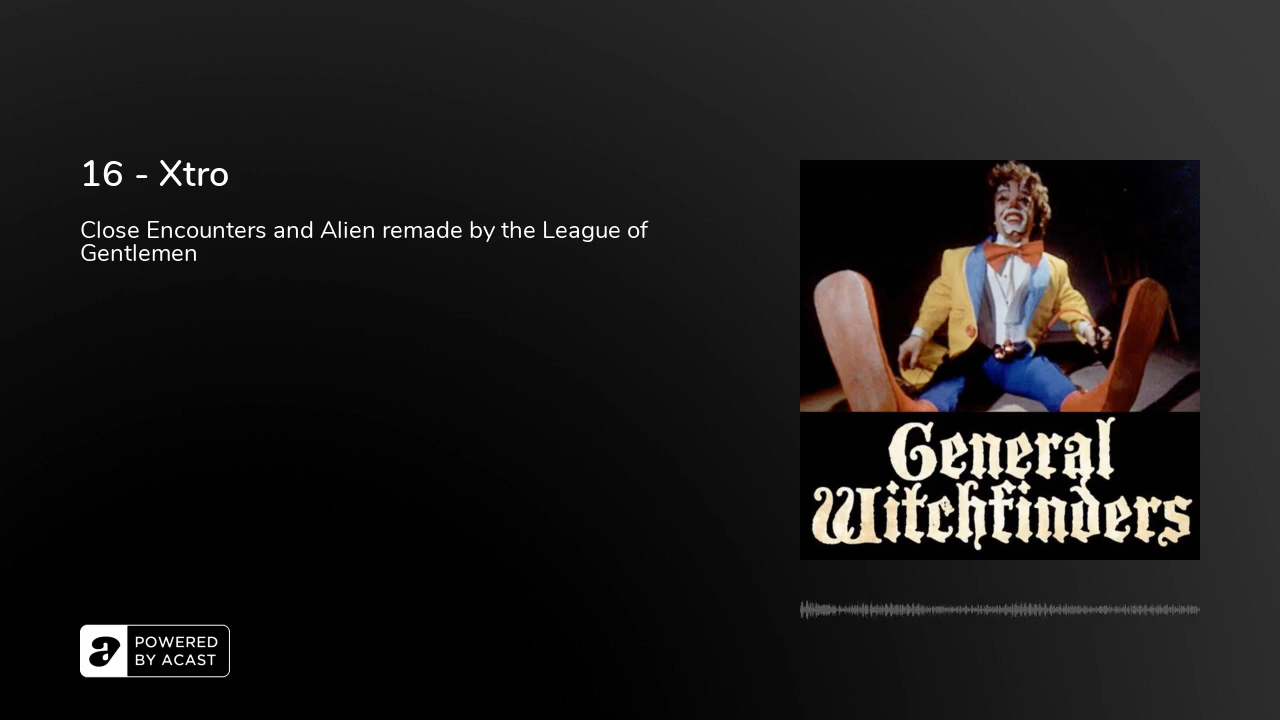 16 - Xtro
Close Encounters and Alien remade by the League of
Gentlemen
General
Witchfinders
POWERED
BY ACAST